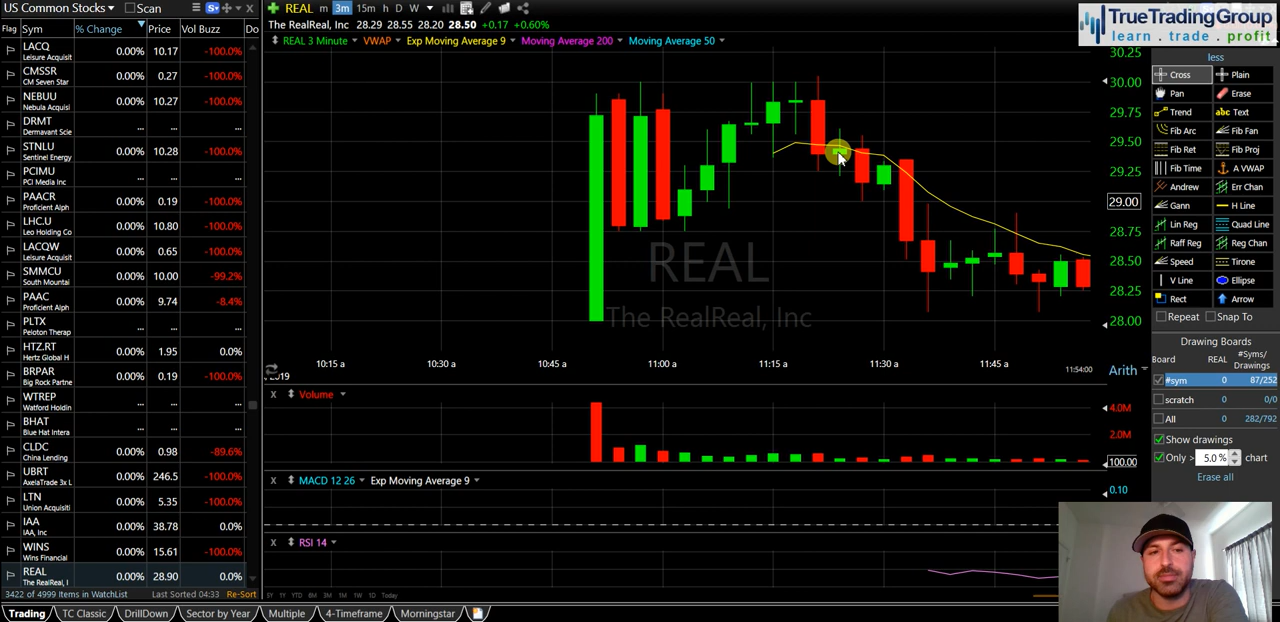 US Common Stocks Scan
Flag Sym % Change Price Vol Buzz Do
LACQ 0.00% 10.17 -100.0%
Leisure Acquisit
CMSSR 0.00% 0.27 -100.0%
CM Seven Star
NEBUU 0.00% 10.27 -100.0%
Nebula Acquisi
DRMT ... ... ...
Dermavant Scie
STNLU 0.00% 10.28 -100.0%
Sentinel Energy
PCIMU ... ... ...
PCI Media Inc
PAACR 0.00% 0.19 -100.0%
Proficient Alph
LHC.U 0.00% 10.80 -100.0%
Leo Holding Co
LACQW 0.00% 0.65 -100.0%
Leisure Acquisit
SMMCU 0.00% 10.00 -99.2%
South Mountai
PAAC 0.00% 9.74 -8.4%
Proficient Alph
PLTX ... ... ...
Peloton Therap
HTZ.RT 0.00% 1.95 0.0%
Hertz Global H
BRPAR 0.00% 0.19 -100.0%
Big Rock Partne
WTREP ... ... ...
Watford Holdin
BHAT ... ... ...
Blue Hat Intera
CLDC 0.00% 0.98 -89.6%
China Lending
UBRT 0.00% 246.5 -100.0%
AxelaTrade 3x L
LTN 0.00% 5.35 -100.0%
Union Acquisiti
IAA 0.00% 38.78 0.0%
IAA, Inc
WINS 0.00% 15.61 -100.0%
Wins Financial
REAL 0.00% 28.90 0.0%
The RealReal, I
3422 of 4999 Items in WatchList Last Sorted 04:33 Re-Sort
Trading TC Classic DrillDown Sector by Year Multiple 4-Timeframe Morningstar
REAL m 3m 15m h D W
The RealReal, Inc 28.29 28.55 28.20 28.50 +0.17 +0.60%
REAL 3 Minute VWAP Exp Moving Average 9 Moving Average 200 Moving Average 50
30.25
30.00
29.75
29.50
29.25
29.00
28.75
28.50
28.25
28.00
REAL
The RealReal, Inc
10:15 a 10:30 a 10:45 a 11:00 a 11:15 a 11:30 a 11:45 a 11:54:00
2019
Arith
X Volume
4.0M
2.0M
100.00
X MACD 12 26 Exp Moving Average 9
0.10
X RSI 14
3Y 1Y YTD 6M 3M 1M 1W 1D Today
TrueTradingGroup
learn . trade . profit
less
Cross Plain
Pan Erase
Trend abc Text
Fib Arc Fib Fan
Fib Ret Fib Proj
Fib Time A VWAP
Andrew Err Chan
Gann H Line
Lin Reg Quad Line
Raff Reg Reg Chan
Speed Tirone
V Line Ellipse
Rect Arrow
Repeat Snap To
Drawing Boards
Board REAL #Syms/
Drawings
#sym 0 87/252
scratch 0 0/0
All 0 282/792
Show drawings
Only > 5.0 % chart
Erase all